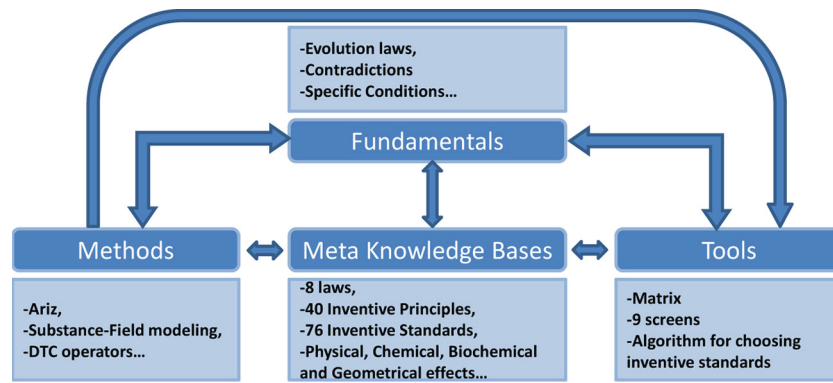 -Evolution laws,
-Contradictions
-Specific Conditions…
Fundamentals
Methods
Meta Knowledge Bases
Tools
-Ariz,
-Substance-Field modeling,
-DTC operators…
-8 laws,
-40 Inventive Principles,
-76 Inventive Standards,
-Physical, Chemical, Biochemical
and Geometrical effects…
-Matrix
-9 screens
-Algorithm for choosing
inventive standards